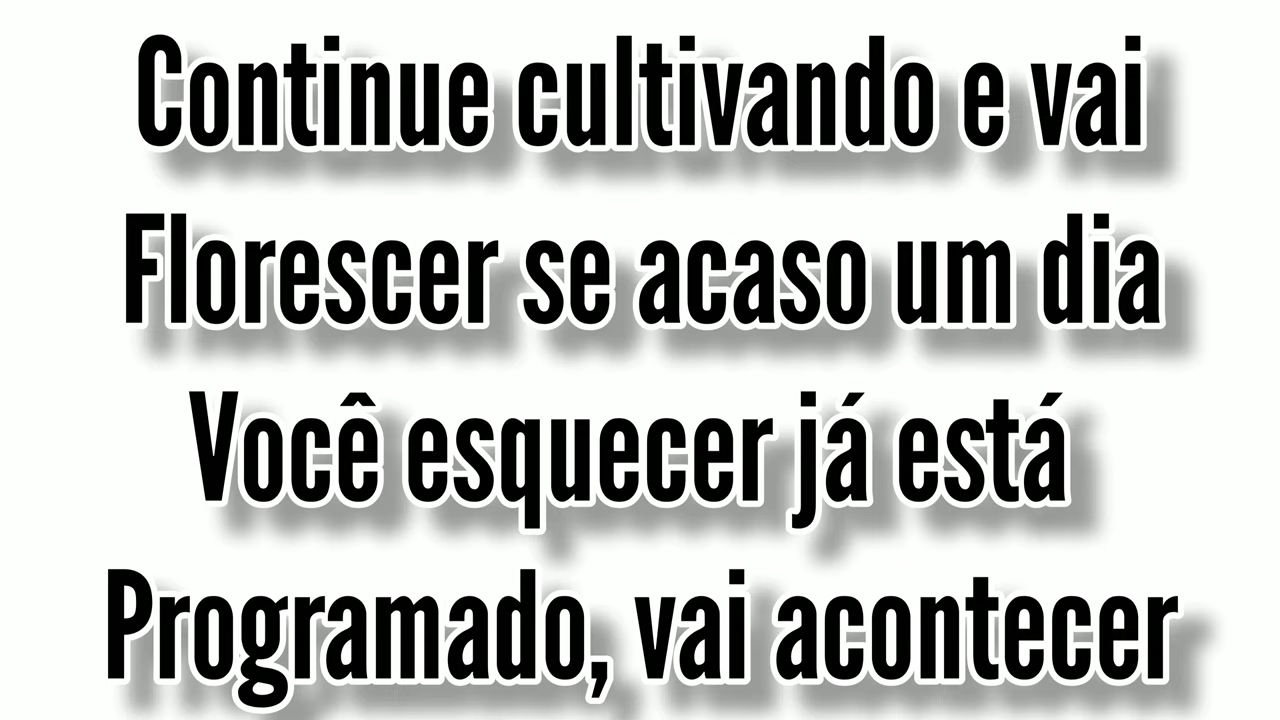 Continue cultivando e vai
Florescer se acaso um dia
Você esquecer já está
Programado, vai acontecer